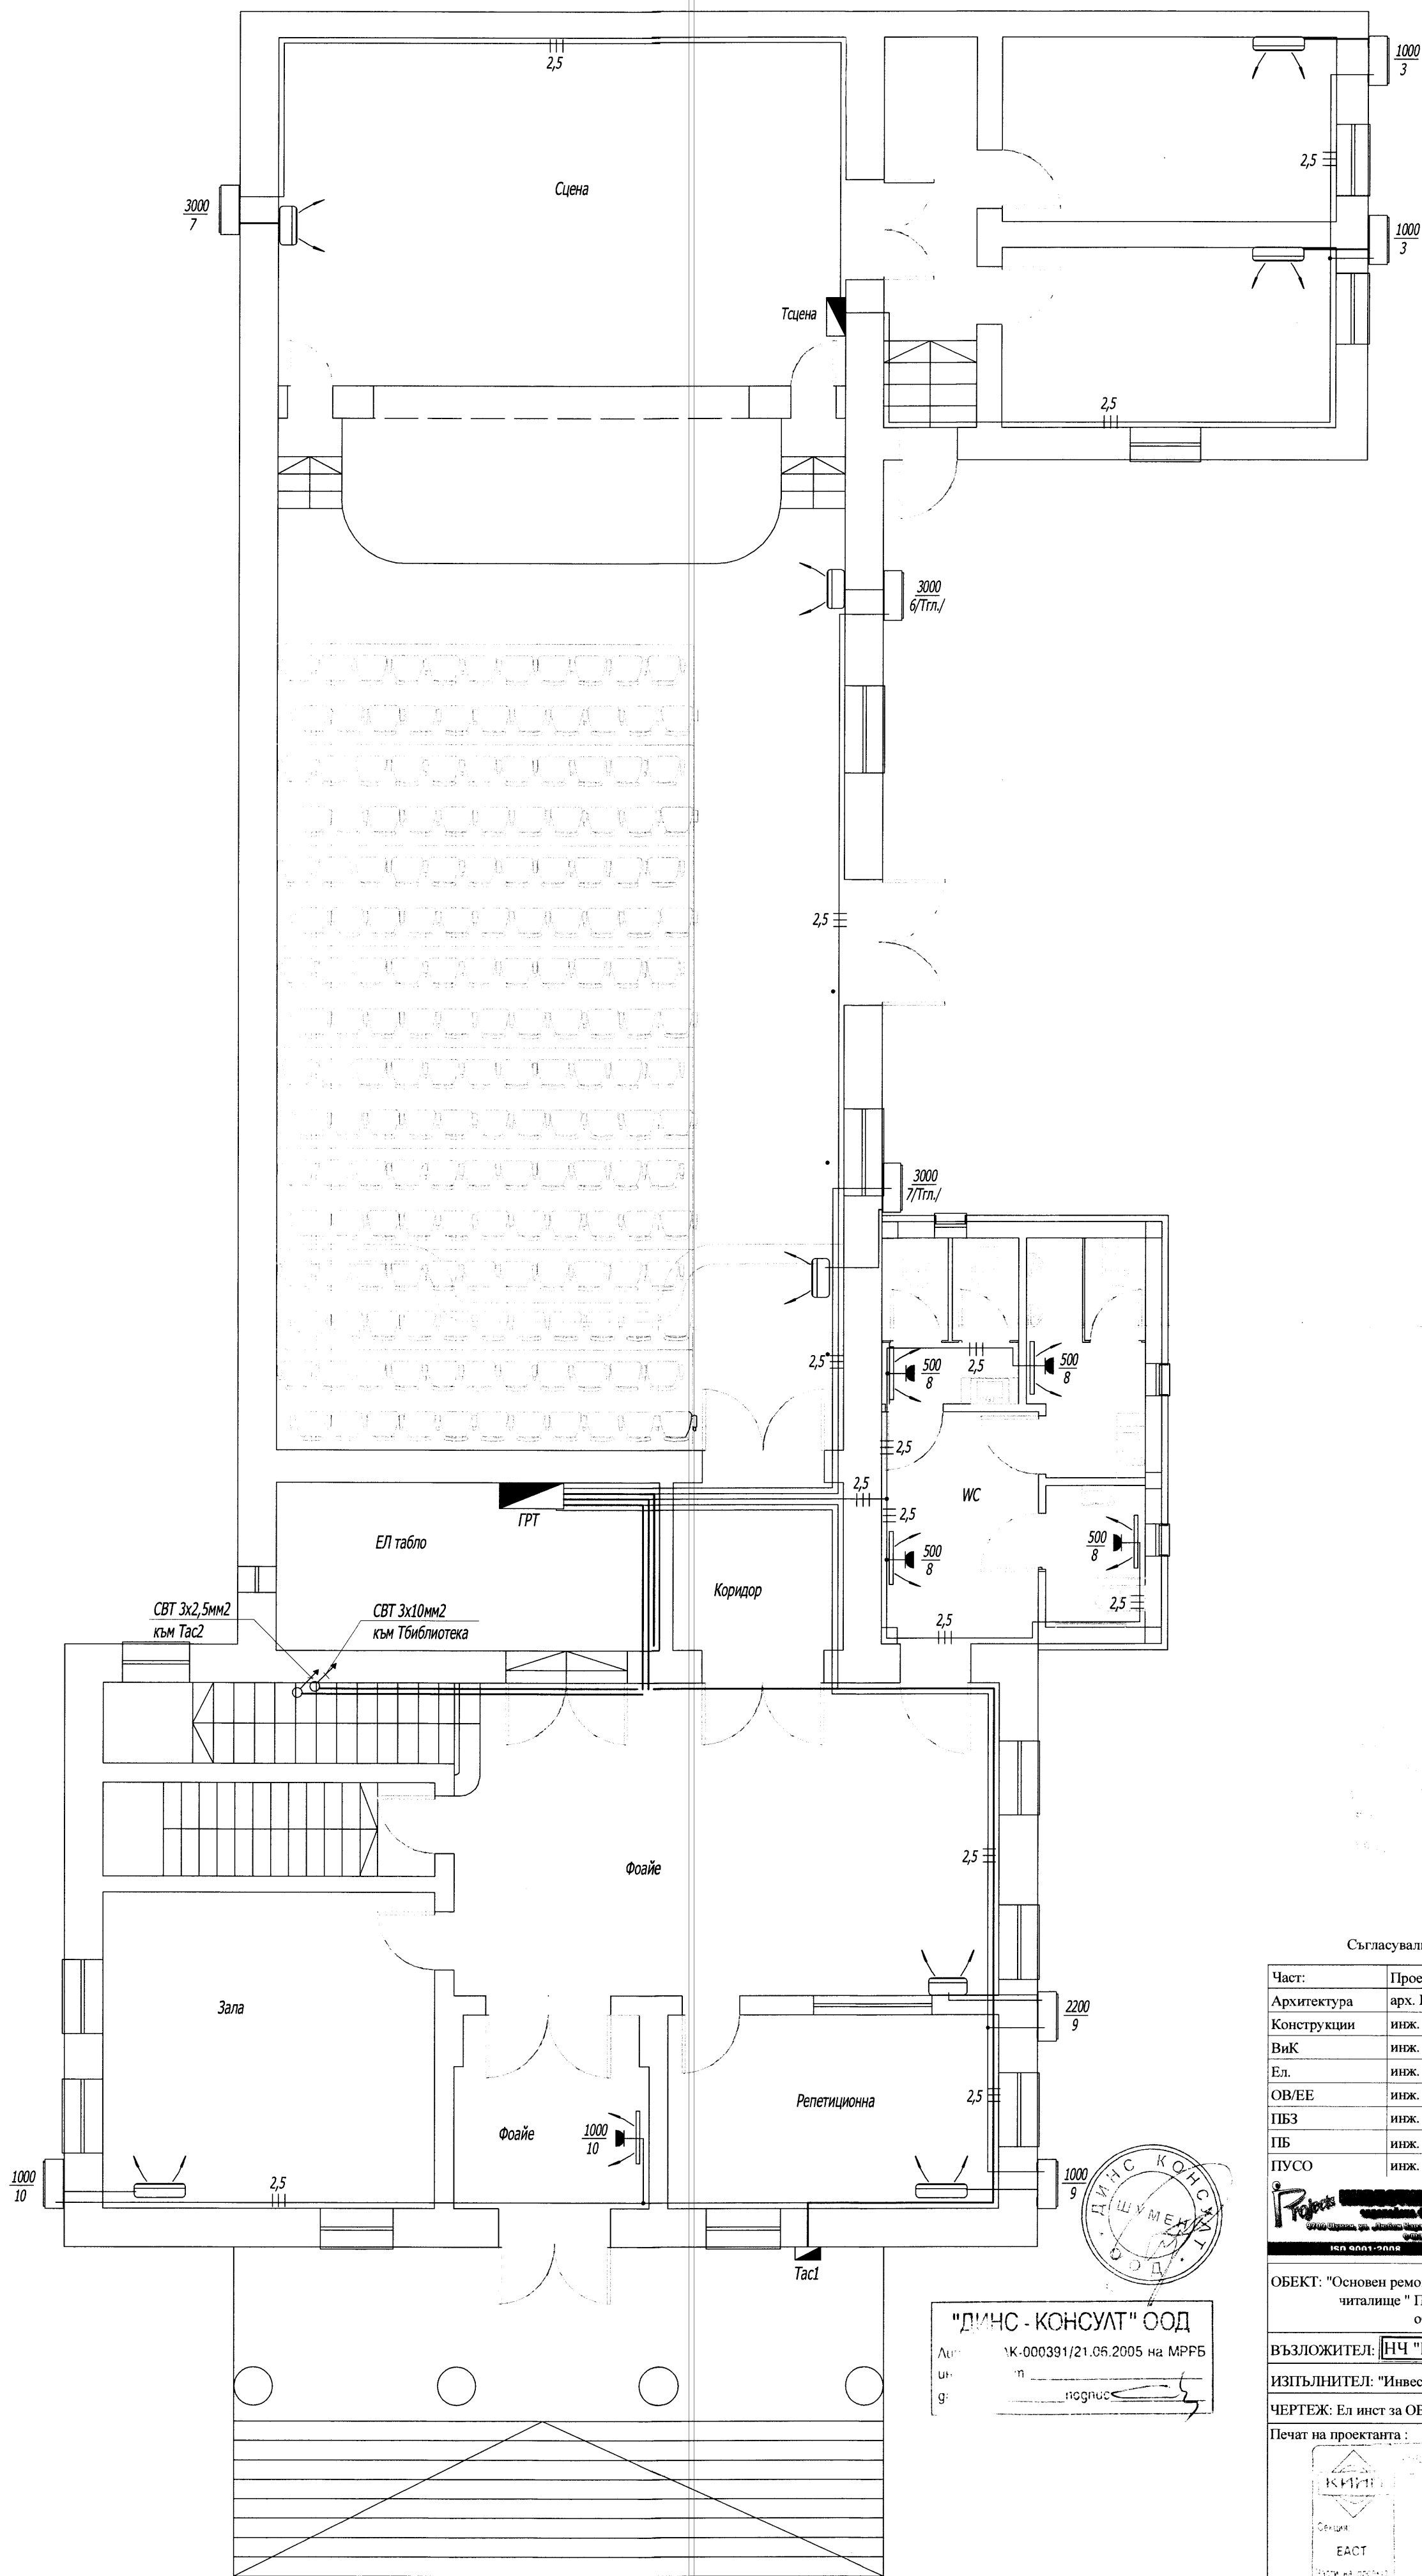 2,5
1000
3
2,5
Сцена
3000
7
1000
3
Тсцена
2,5
3000
6/Тгл./
2,5
3000
7/Тгл./
2,5
500
8
2,5
500
8
2,5
2,5
WC
2,5
ГРТ
ЕЛ табло
500
8
500
8
Коридор
2,5
2,5
СВТ 3x2,5мм2
към Тас2
СВТ 3x10мм2
към Тбиблиотека
2,5
Фоайе
Зала
2200
9
2,5
Репетиционна
Фоайе
1000
10
1000
10
2,5
1000
9
Тас1
ДИНС КОНСУЛТ ООД
ШУМЕН
"ДИНС - КОНСУЛТ" ООД
К-000391/21.06.2005 на МРРБ
подпис
Част:
Архитектура арх.
Конструкции инж.
ВиК инж.
Ел. инж.
ОВ/ЕЕ инж.
ПБЗ инж.
ПБ инж.
ПУСО инж.
Projects
ISO 9001:2008
ОБЕКТ: "Основен
читалище "
ВЪЗЛОЖИТЕЛ: НЧ "
ИЗПЪЛНИТЕЛ:
ЧЕРТЕЖ: Ел инст за
Печат на проектанта :
КИИП
Секция:
ЕАСТ